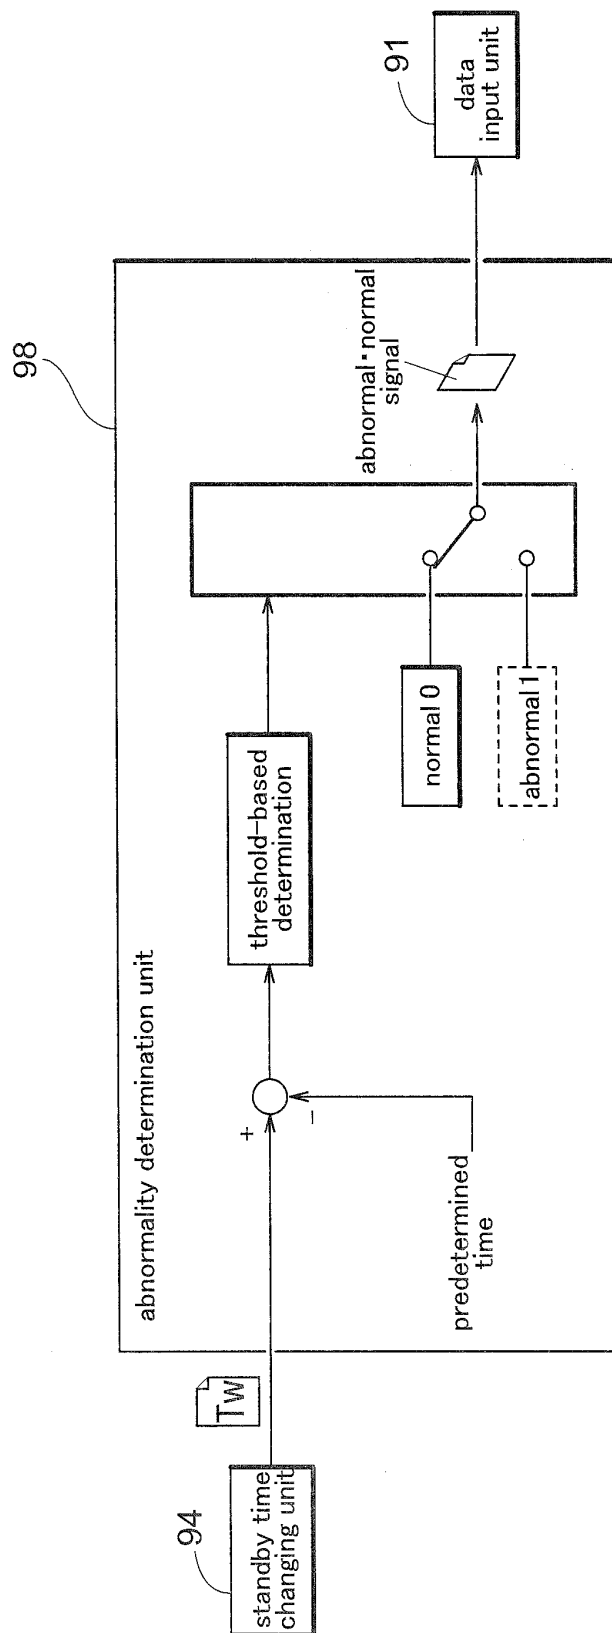 94
standby time
changing unit
Tw
98
abnormality determination unit
+
−
predetermined
time
threshold-based
determination
normal 0
abnormal 1
abnormal・normal
signal
91
data
input unit